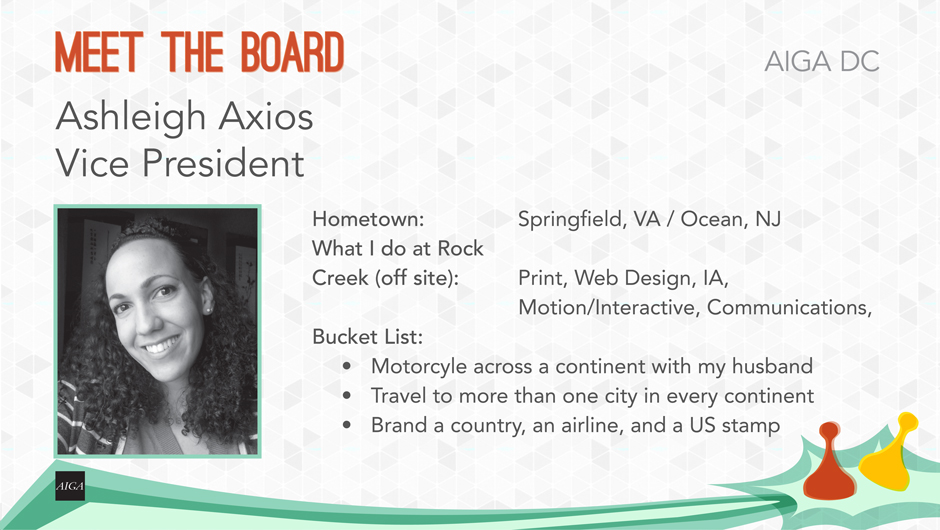 MEET THE BOARD
AIGA DC
Ashleigh Axios
Vice President
Hometown: Springfield, VA / Ocean, NJ
What I do at Rock
Creek (off site): Print, Web Design, IA,
Motion/Interactive, Communications,
Bucket List:
• Motorcyle across a continent with my husband
• Travel to more than one city in every continent
• Brand a country, an airline, and a US stamp
AIGA